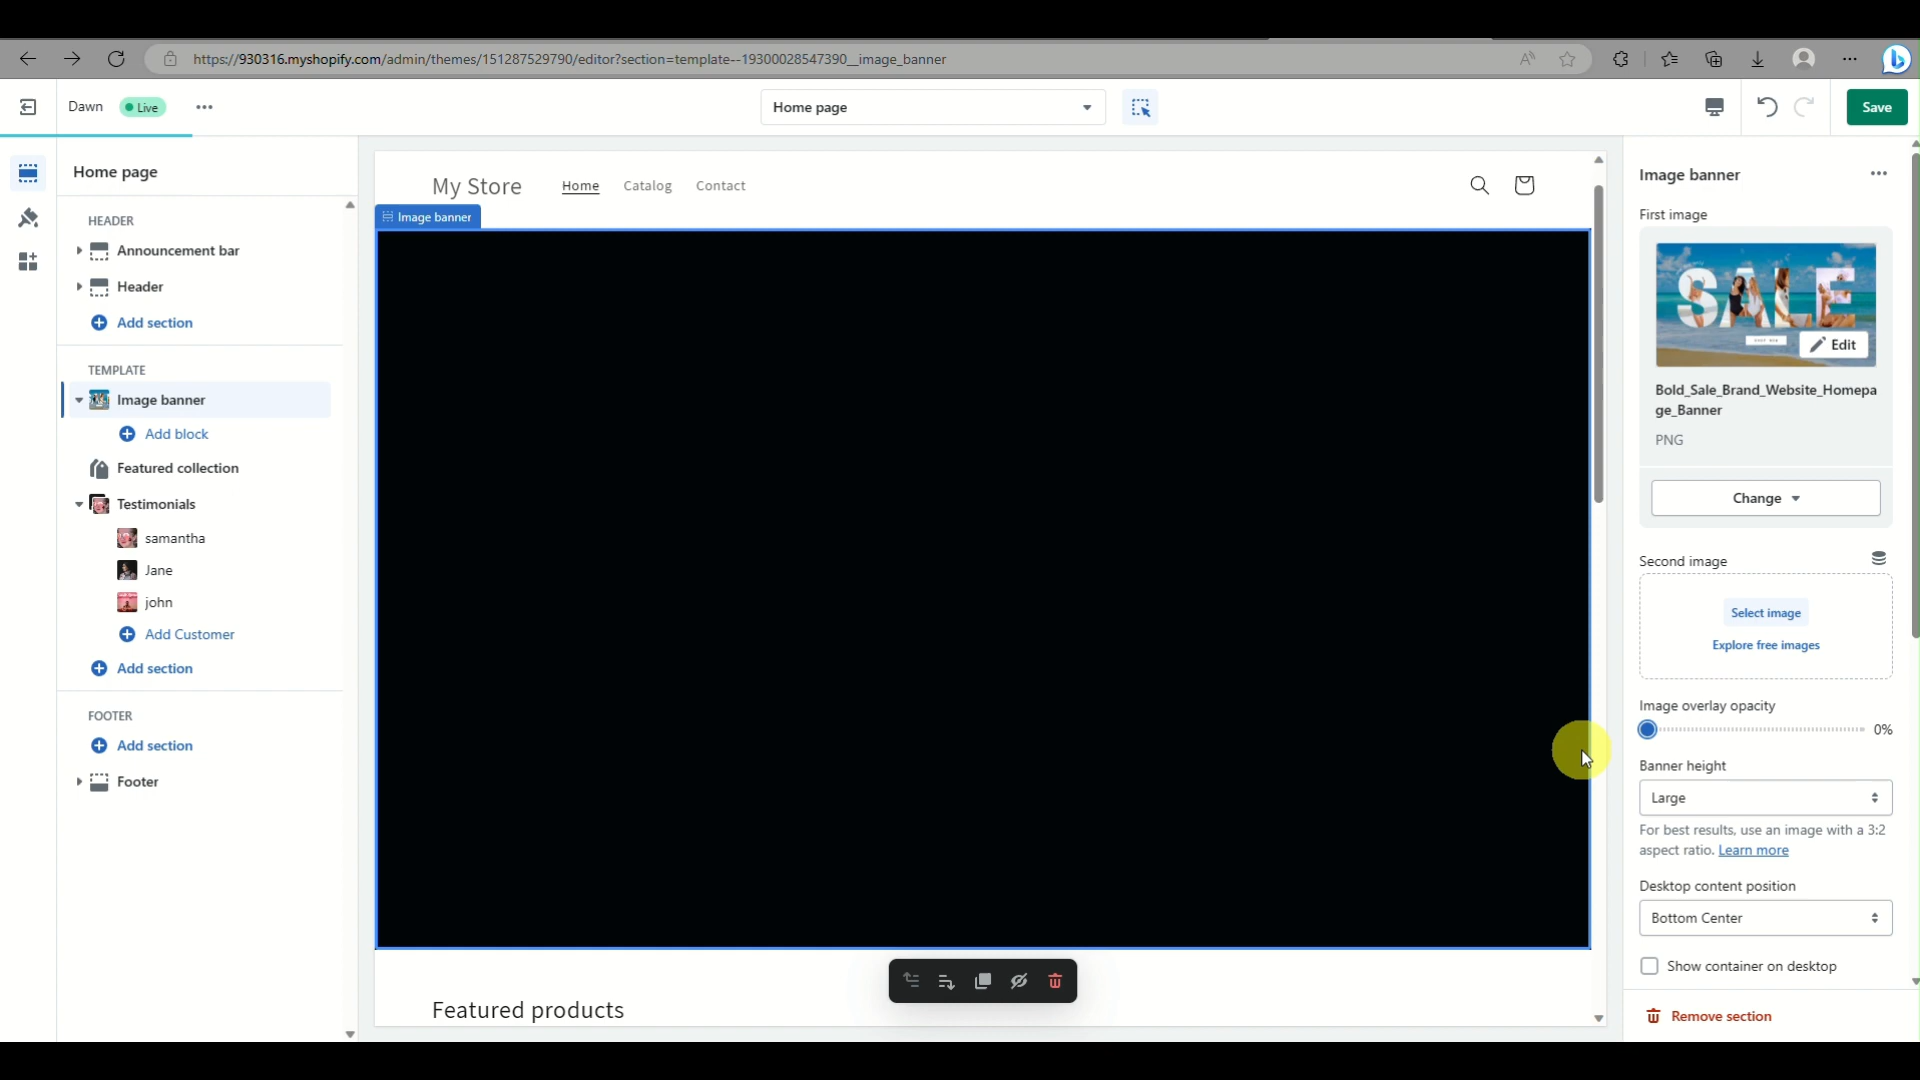 https://930316.myshopify.com/admin/themes/151287529790/editor?section=template--19300028547390__image_banner
Dawn
Live
Home page
Save
Home page
HEADER
Announcement bar
Header
Add section
TEMPLATE
Image banner
Add block
Featured collection
Testimonials
samantha
Jane
john
Add Customer
Add section
FOOTER
Add section
Footer
My Store
Home
Catalog
Contact
Image banner
Featured products
Image banner
First image
SALE
SHOP NOW
Edit
Bold_Sale_Brand_Website_Homepa
ge_Banner
PNG
Change
Second image
Select image
Explore free images
Image overlay opacity
0%
Banner height
Large
For best results, use an image with a 3:2
aspect ratio. Learn more
Desktop content position
Bottom Center
Show container on desktop
Remove section